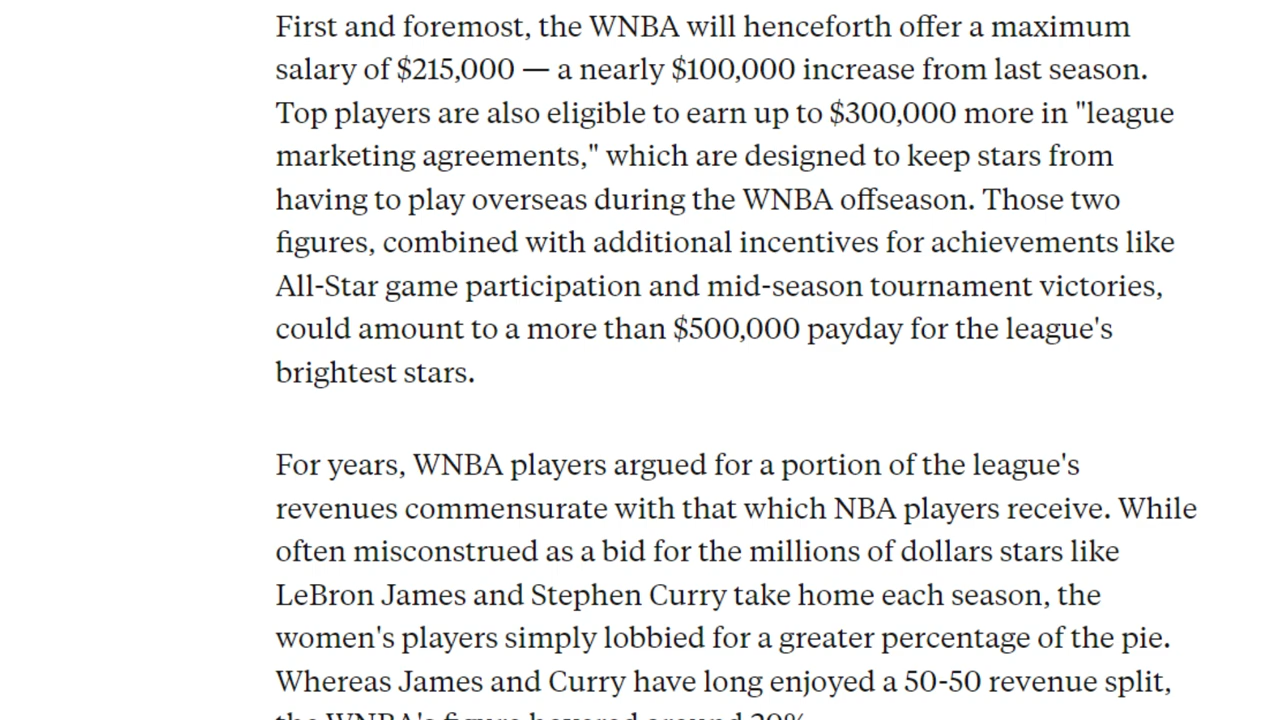 First and foremost, the WNBA will henceforth offer a maximum
salary of $215,000 — a nearly $100,000 increase from last season.
Top players are also eligible to earn up to $300,000 more in "league
marketing agreements," which are designed to keep stars from
having to play overseas during the WNBA offseason. Those two
figures, combined with additional incentives for achievements like
All-Star game participation and mid-season tournament victories,
could amount to a more than $500,000 payday for the league's
brightest stars.
For years, WNBA players argued for a portion of the league's
revenues commensurate with that which NBA players receive. While
often misconstrued as a bid for the millions of dollars stars like
LeBron James and Stephen Curry take home each season, the
women's players simply lobbied for a greater percentage of the pie.
Whereas James and Curry have long enjoyed a 50-50 revenue split,
the WNBA's figure hovered around 20%